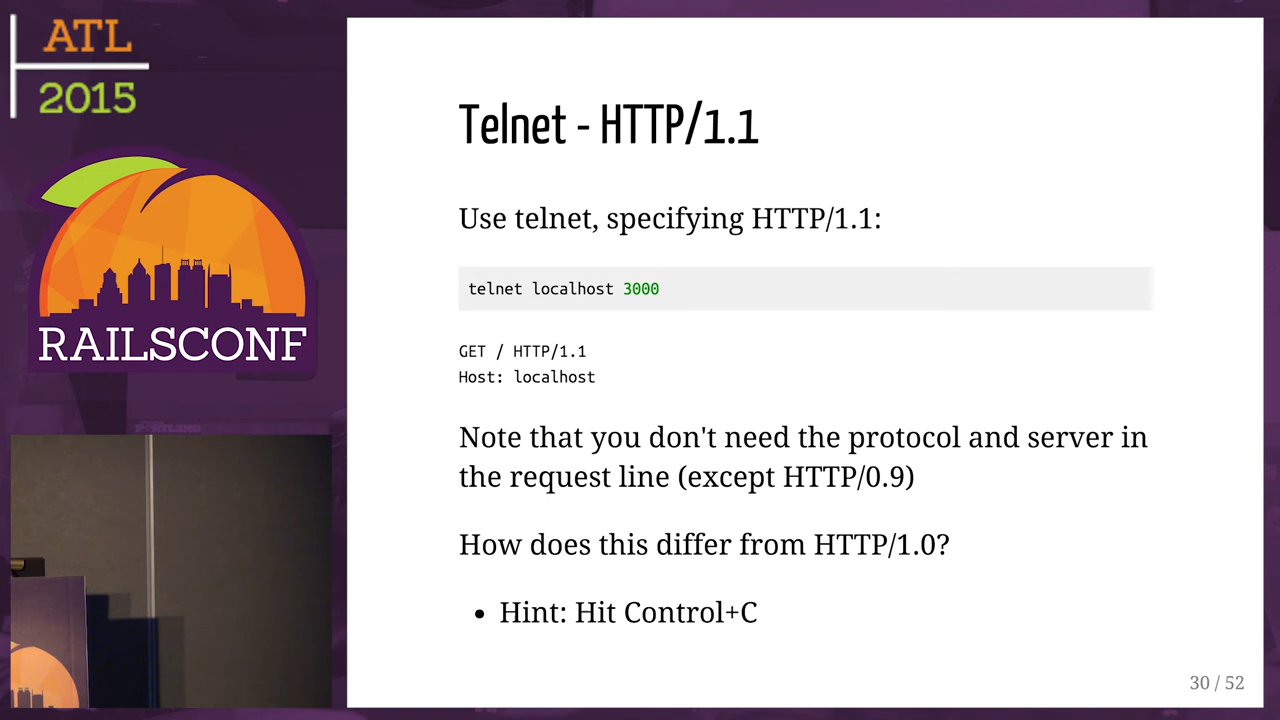 ATL
2015
RAILSCONF
Telnet - HTTP/1.1
Use telnet, specifying HTTP/1.1:
telnet localhost 3000
GET / HTTP/1.1
Host: localhost
Note that you don't need the protocol and server in
the request line (except HTTP/0.9)
How does this differ from HTTP/1.0?
• Hint: Hit Control+C
30 / 52
PORTLAND